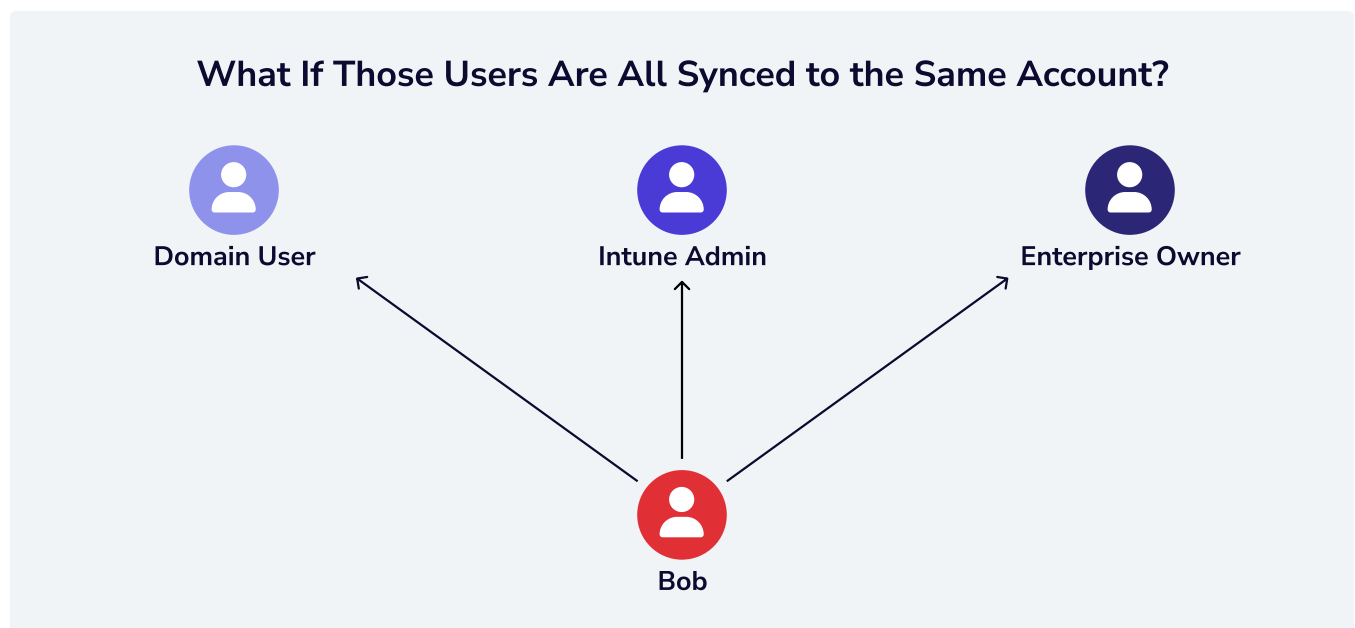 What If Those Users Are All Synced to the Same Account?
Domain User
Intune Admin
Enterprise Owner
Bob